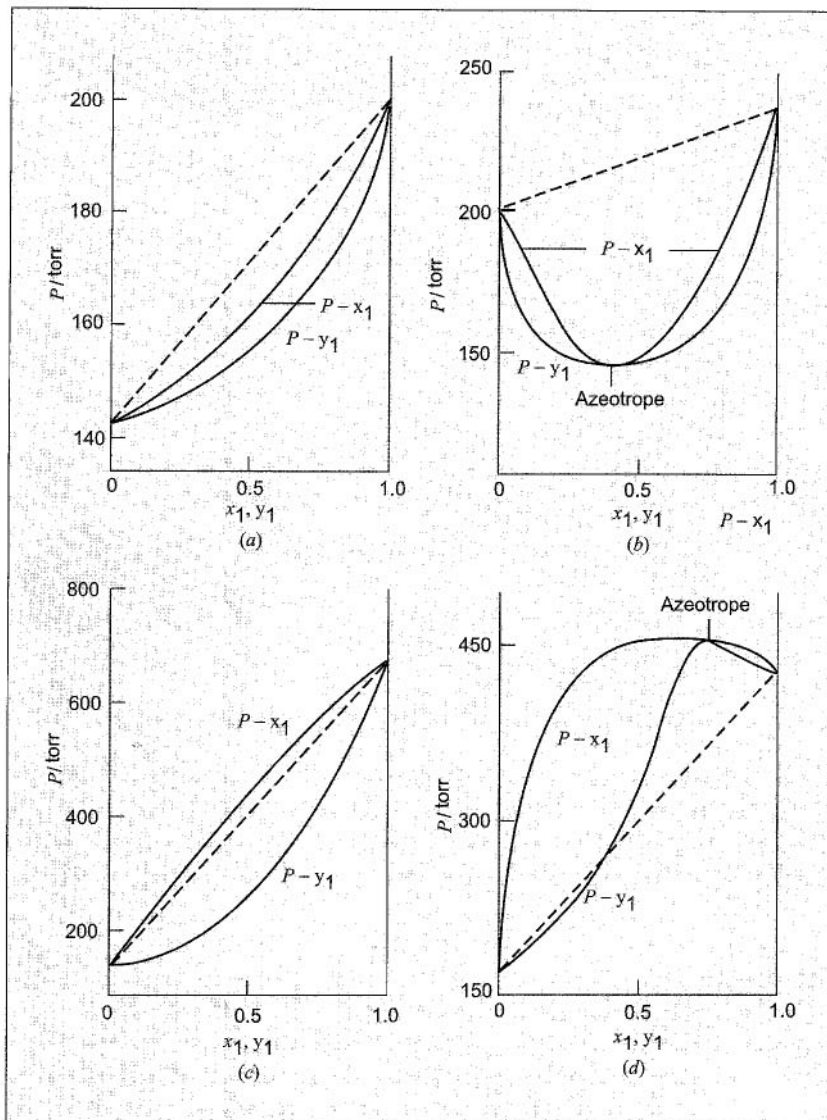 200
180
160
140
P/torr
P – x1
P – y1
0
0.5
1.0
x1, y1
(a)
250
200
150
P/torr
P – x1
P – y1
Azeotrope
0
0.5
1.0
x1, y1
P – x1
(b)
800
600
400
200
P/torr
P – x1
P – y1
0
0.5
1.0
x1, y1
(c)
Azeotrope
450
300
150
P/torr
P – x1
P – y1
0
0.5
1.0
x1, y1
(d)